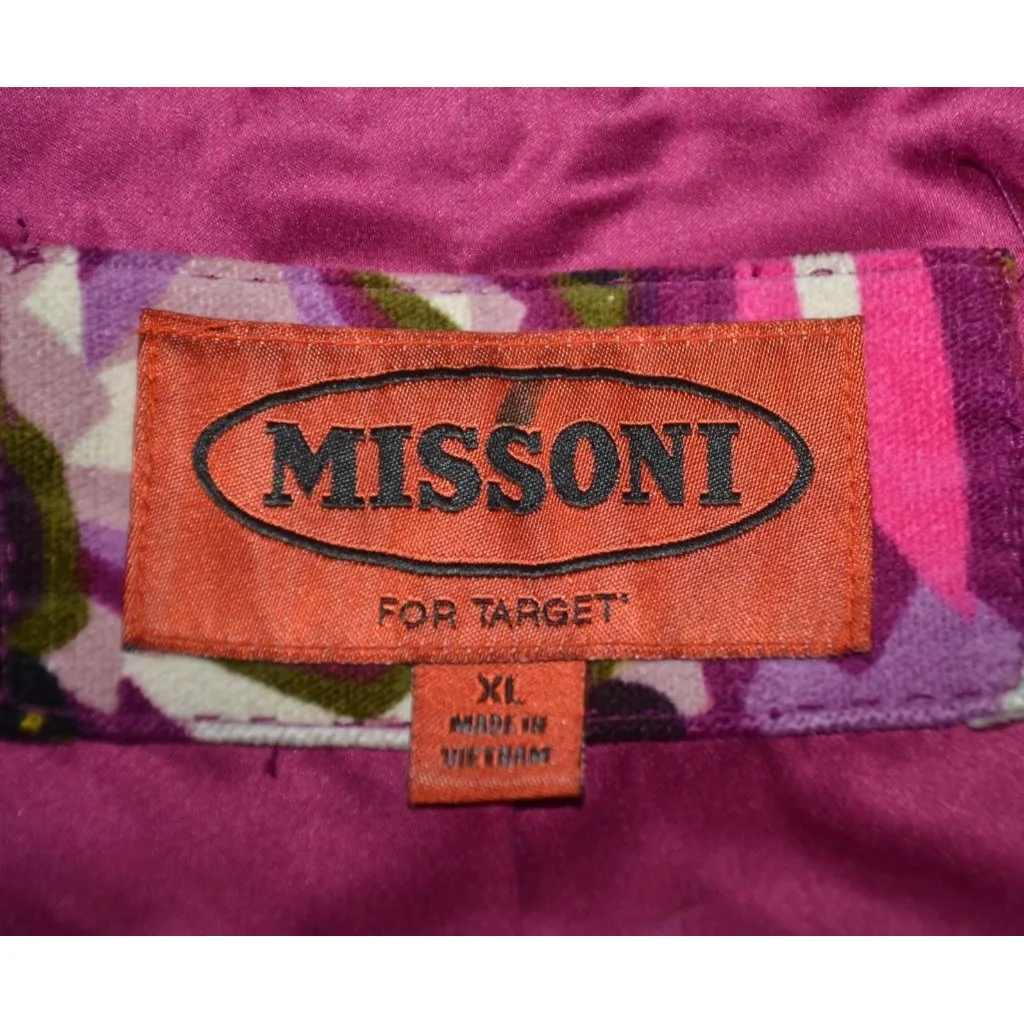 MISSONI
FOR TARGET
XL
MADE IN
VIETNAM